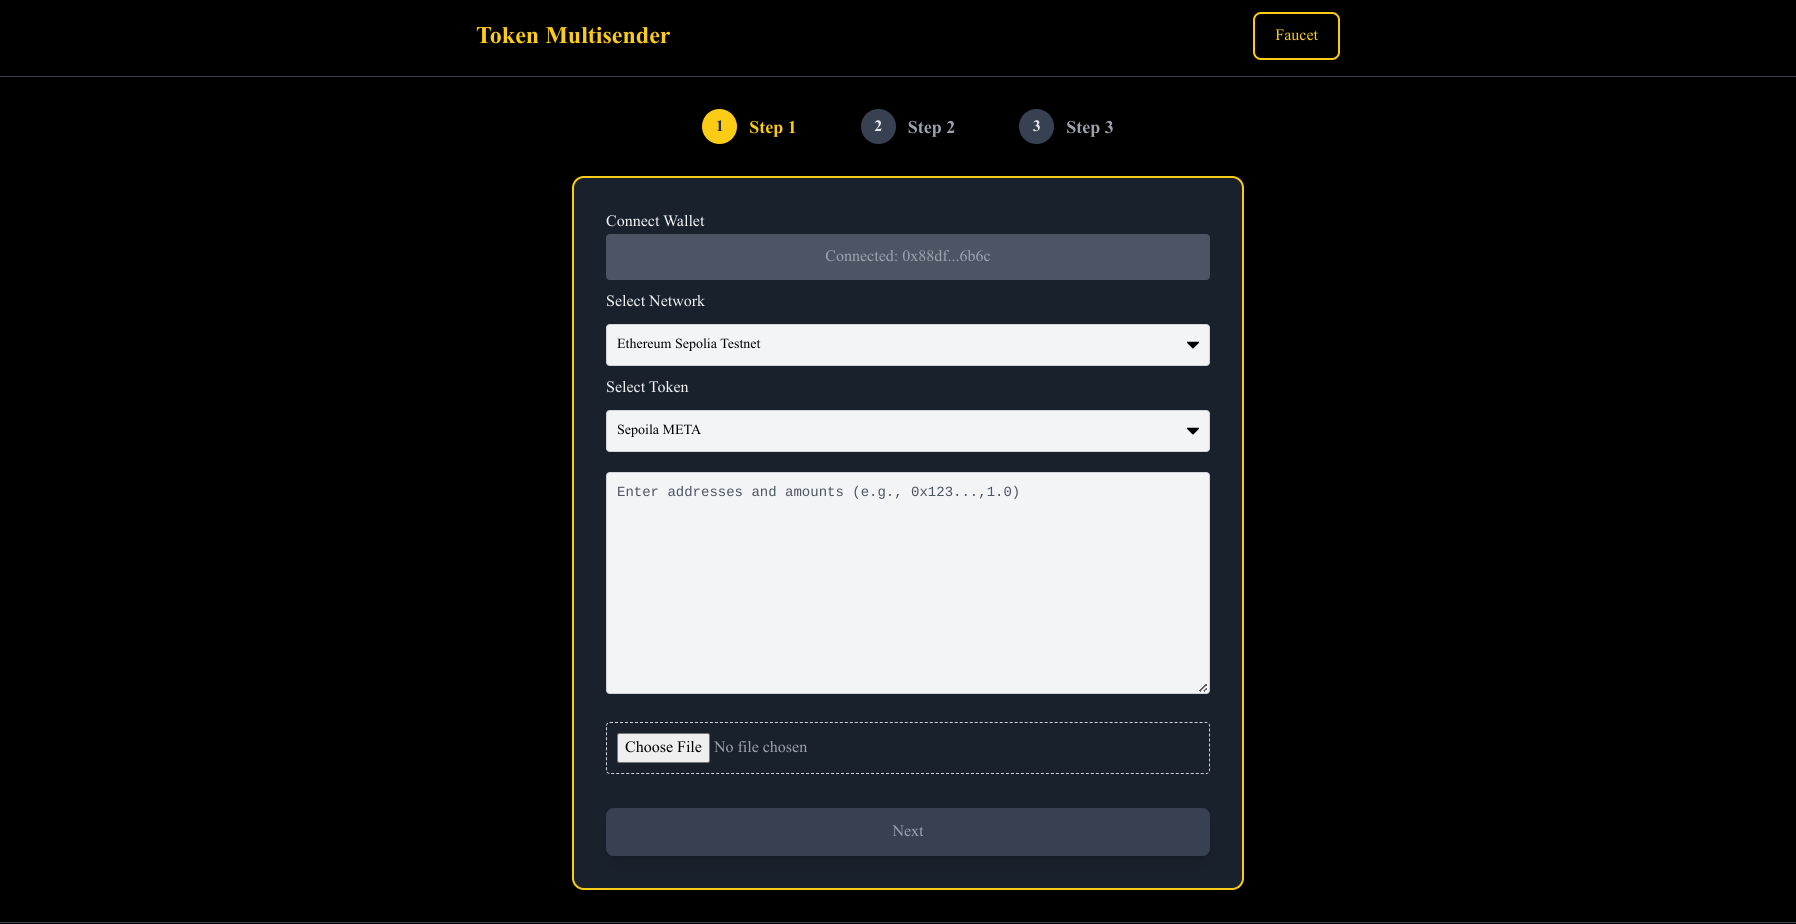 Token Multisender
Faucet
1 Step 1
2 Step 2
3 Step 3
Connect Wallet
Connected: 0x88df...6b6c
Select Network
Ethereum Sepolia Testnet
Select Token
Sepoila META
Enter addresses and amounts (e.g., 0x123...,1.0)
Choose File No file chosen
Next